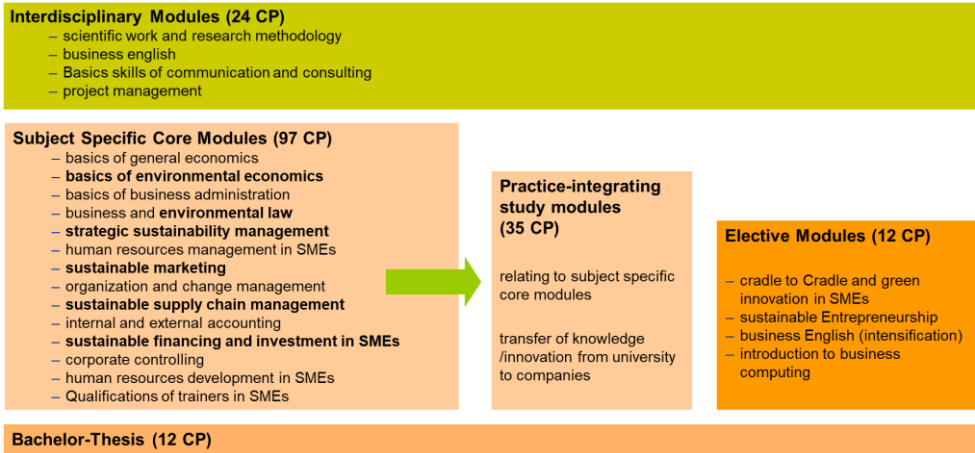 Interdisciplinary Modules (24 CP)
– scientific work and research methodology
– business english
– Basics skills of communication and consulting
– project management
Subject Specific Core Modules (97 CP)
– basics of general economics
– basics of environmental economics
– basics of business administration
– business and environmental law
– strategic sustainability management
– human resources management in SMEs
– sustainable marketing
– organization and change management
– sustainable supply chain management
– internal and external accounting
– sustainable financing and investment in SMEs
– corporate controlling
– human resources development in SMEs
– Qualifications of trainers in SMEs
Practice-integrating
study modules
(35 CP)
relating to subject specific
core modules
transfer of knowledge
/innovation from university
to companies
Elective Modules (12 CP)
– cradle to Cradle and green
innovation in SMEs
– sustainable Entrepreneurship
– business English (intensification)
– introduction to business
computing
Bachelor-Thesis (12 CP)